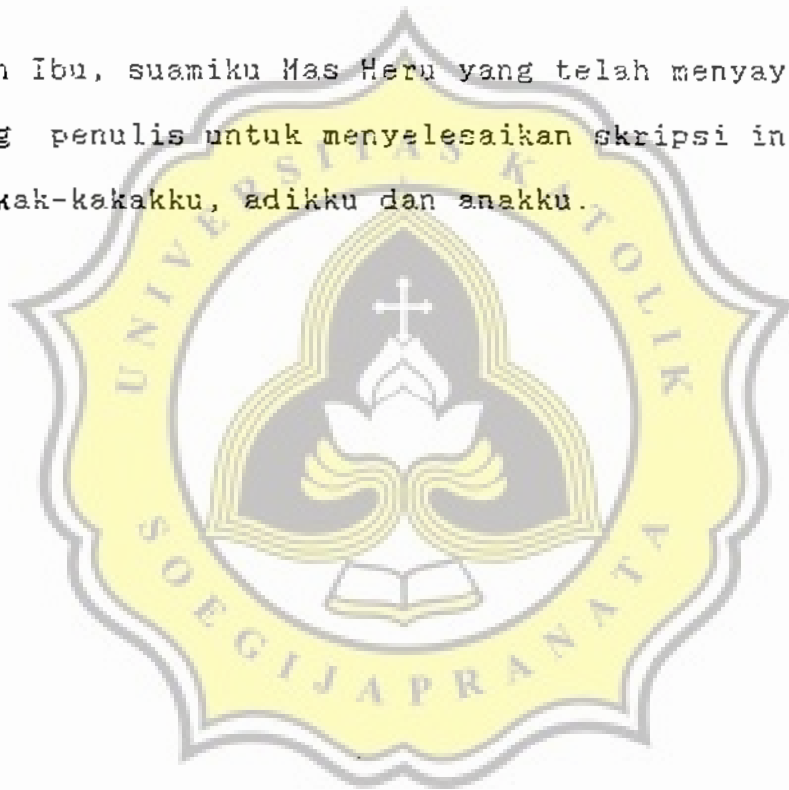 n Ibu, suamiku Mas Heru yang telah menyay
g penulis untuk menyelesaikan skripsi in
kak-kakakku, adikku dan anakku.
UNIVERSITAS KATOLIK
SOEGIJAPRANATA